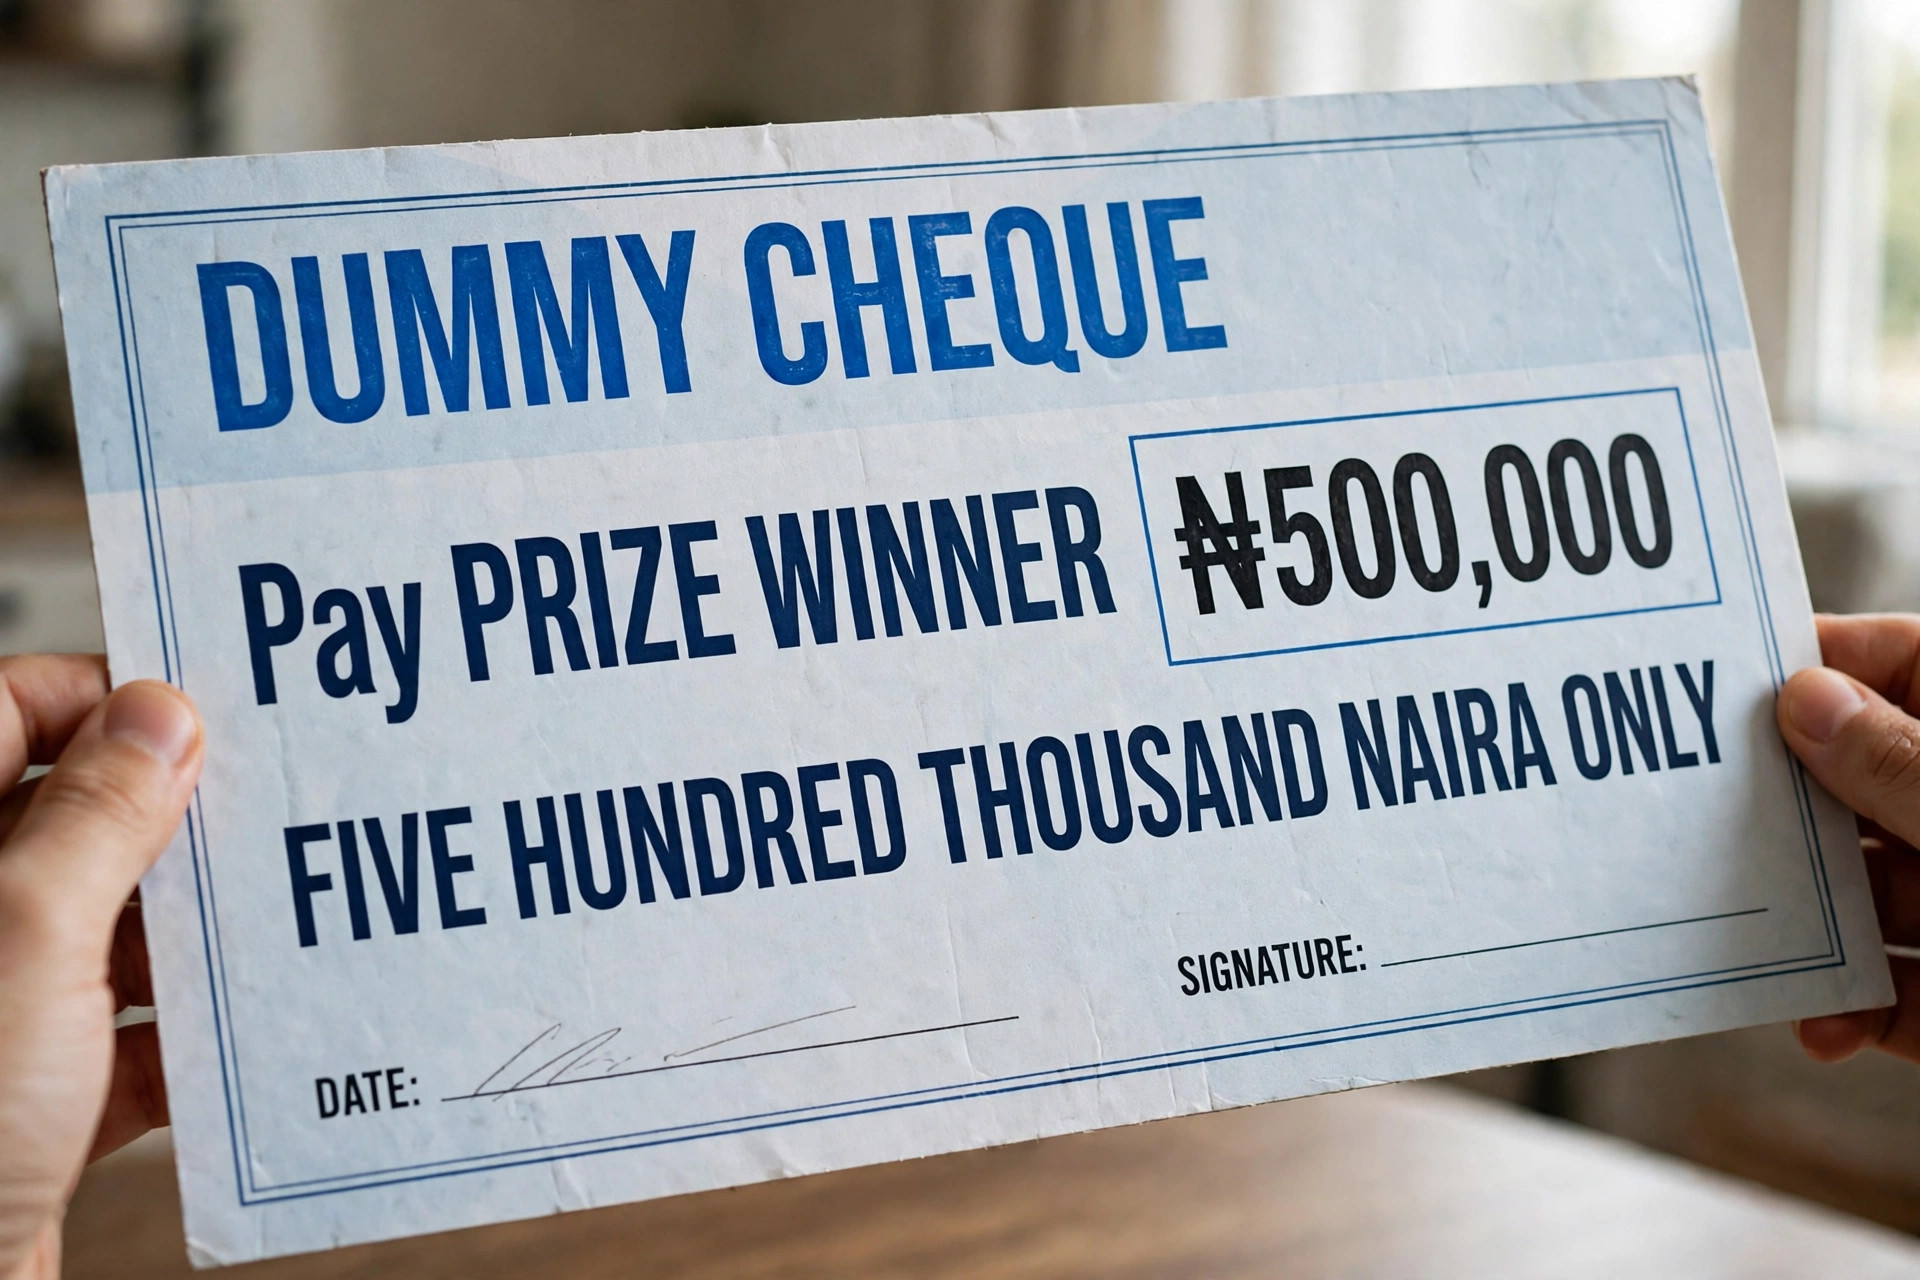 DUMMY CHEQUE
Pay PRIZE WINNER ₦500,000
FIVE HUNDRED THOUSAND NAIRA ONLY
SIGNATURE:
DATE: